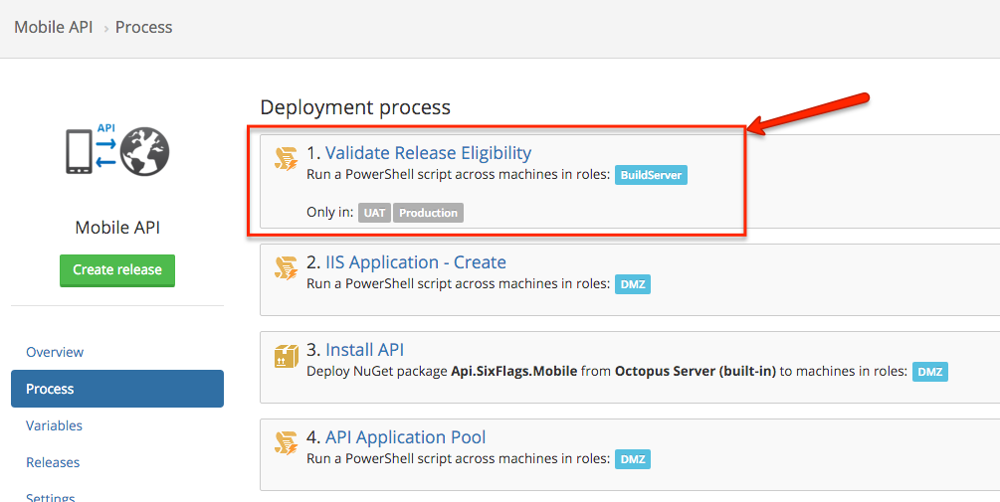 Mobile API › Process
API
Mobile API
Create release
Overview
Process
Variables
Releases
Settings
Deployment process
1. Validate Release Eligibility
Run a PowerShell script across machines in roles: BuildServer
Only in: UAT Production
2. IIS Application - Create
Run a PowerShell script across machines in roles: DMZ
3. Install API
Deploy NuGet package Api.SixFlags.Mobile from Octopus Server (built-in) to machines in roles: DMZ
4. API Application Pool
Run a PowerShell script across machines in roles: DMZ